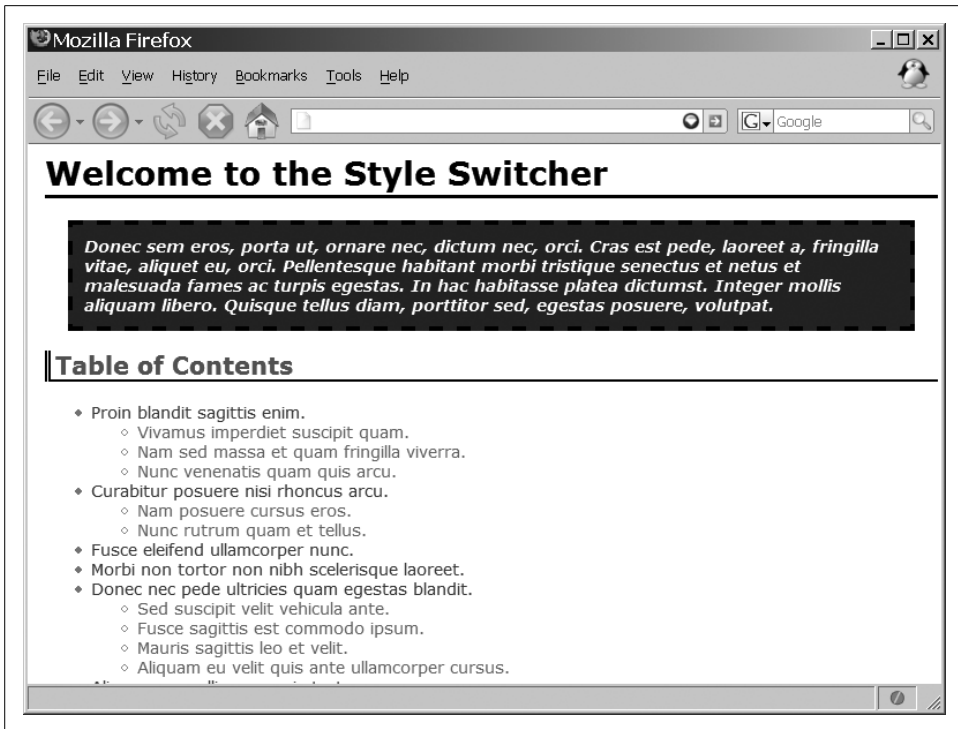 Mozilla Firefox
File Edit View History Bookmarks Tools Help
G Google
Welcome to the Style Switcher
Donec sem eros, porta ut, ornare nec, dictum nec, orci. Cras est pede, laoreet a, fringilla
vitae, aliquet eu, orci. Pellentesque habitant morbi tristique senectus et netus et
malesuada fames ac turpis egestas. In hac habitasse platea dictumst. Integer mollis
aliquam libero. Quisque tellus diam, porttitor sed, egestas posuere, volutpat.
Table of Contents
Proin blandit sagittis enim.
Vivamus imperdiet suscipit quam.
Nam sed massa et quam fringilla viverra.
Nunc venenatis quam quis arcu.
Curabitur posuere nisi rhoncus arcu.
Nam posuere cursus eros.
Nunc rutrum quam et tellus.
Fusce eleifend ullamcorper nunc.
Morbi non tortor non nibh scelerisque laoreet.
Donec nec pede ultricies quam egestas blandit.
Sed suscipit velit vehicula ante.
Fusce sagittis est commodo ipsum.
Mauris sagittis leo et velit.
Aliquam eu velit quis ante ullamcorper cursus.